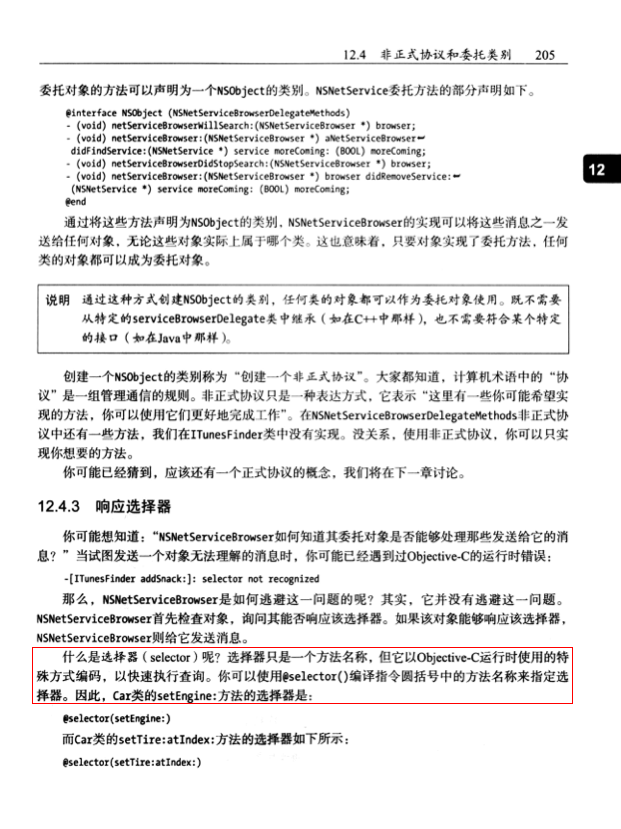 12.4 非正式协议和委托类别 205
委托对象的方法可以声明为一个NSObject的类别。NSNetService委托方法的部分声明如下。
@interface NSObject (NSNetServiceBrowserDelegateMethods)
- (void) netServiceBrowserWillSearch:(NSNetServiceBrowser *) browser;
- (void) netServiceBrowser:(NSNetServiceBrowser *) aNetServiceBrowser↩
didFindService:(NSNetService *) service moreComing: (BOOL) moreComing;
- (void) netServiceBrowserDidStopSearch:(NSNetServiceBrowser *) browser;
- (void) netServiceBrowser:(NSNetServiceBrowser *) browser didRemoveService:↩
(NSNetService *) service moreComing: (BOOL) moreComing;
@end
12
通过将这些方法声明为NSObject的类别，NSNetServiceBrowser的实现可以将这些消息之一发
送给任何对象，无论这些对象实际上属于哪个类。这也意味着，只要对象实现了委托方法，任何
类的对象都可以成为委托对象。
说明 通过这种方式创建NSObject的类别，任何类的对象都可以作为委托对象使用。既不需要
从特定的serviceBrowserDelegate类中继承（如在C++中那样），也不需要符合某个特定
的接口（如在Java中那样）。
创建一个NSObject的类别称为“创建一个非正式协议”。大家都知道，计算机术语中的“协
议”是一组管理通信的规则。非正式协议只是一种表达方式，它表示“这里有一些你可能希望实
现的方法，你可以使用它们更好地完成工作”。在NSNetServiceBrowserDelegateMethods非正式协
议中还有一些方法，我们在ITunesFinder类中没有实现。没关系，使用非正式协议，你可以只实
现你想要的方法。
你可能已经猜到，应该还有一个正式协议的概念，我们将在下一章讨论。
12.4.3 响应选择器
你可能想知道：“NSNetServiceBrowser如何知道其委托对象是否能够处理那些发送给它的消
息？”当试图发送一个对象无法理解的消息时，你可能已经遇到过Objective-C的运行时错误：
-[ITunesFinder addSnack:]: selector not recognized
那么，NSNetServiceBrowser是如何逃避这一问题的呢？其实，它并没有逃避这一问题。
NSNetServiceBrowser首先检查对象，询问其能否响应该选择器。如果该对象能够响应该选择器，
NSNetServiceBrowser则给它发送消息。
什么是选择器（selector）呢？选择器只是一个方法名称，但它以Objective-C运行时使用的特
殊方式编码，以快速执行查询。你可以使用@selector()编译指令圆括号中的方法名称来指定选
择器。因此，Car类的setEngine:方法的选择器是：
@selector(setEngine:)
而Car类的setTire:atIndex:方法的选择器如下所示：
@selector(setTire:atIndex:)